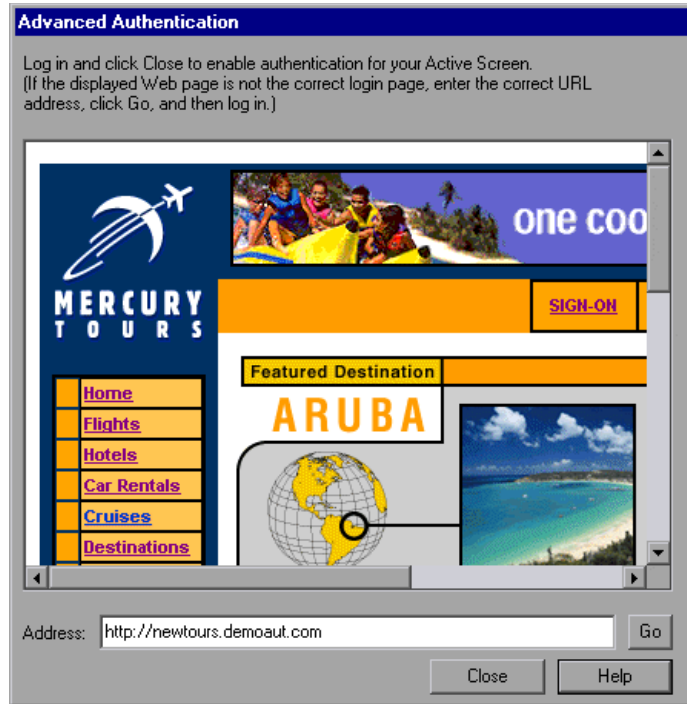 Advanced Authentication
Log in and click Close to enable authentication for your Active Screen.
(If the displayed Web page is not the correct login page, enter the correct URL
address, click Go, and then log in.)
one coo
MERCURY
TOURS
SIGN-ON
Featured Destination
ARUBA
Home
Flights
Hotels
Car Rentals
Cruises
Destinations
Address: http://newtours.demoaut.com Go
Close Help